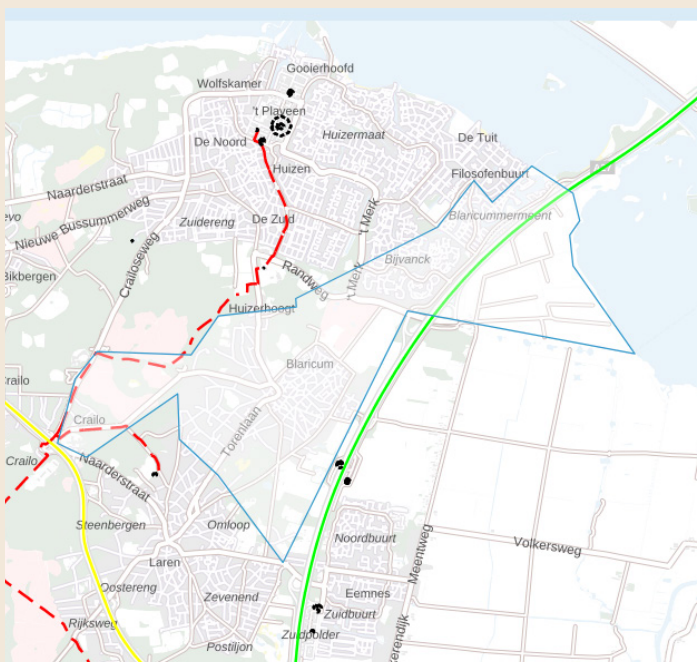 Gooierhoofd
Wolfskamer
't Plaveen
Huizermaat
De Tuit
De Noord
Huizen
Filosofenbuurt
Naarderstraat
Nieuwe Bussummerweg
Zuidereng
De Zuid
't Merk
Blaricummermeent
evo
Bijvanck
Crailoseweg
Bikbergen
Randweg
't Merk
Huizerhoogt
Blaricum
Crailo
Crailo
Torenlaan
Crailo
Naarderstraat
Steenbergen
Omloop
Noordbuurt
Meentweg
Volkersweg
Laren
Oostereng
Zevenend
Eemnes
Zuidbuurt
Rijksweg
Zuidpolder
Postiljon
kerendijk